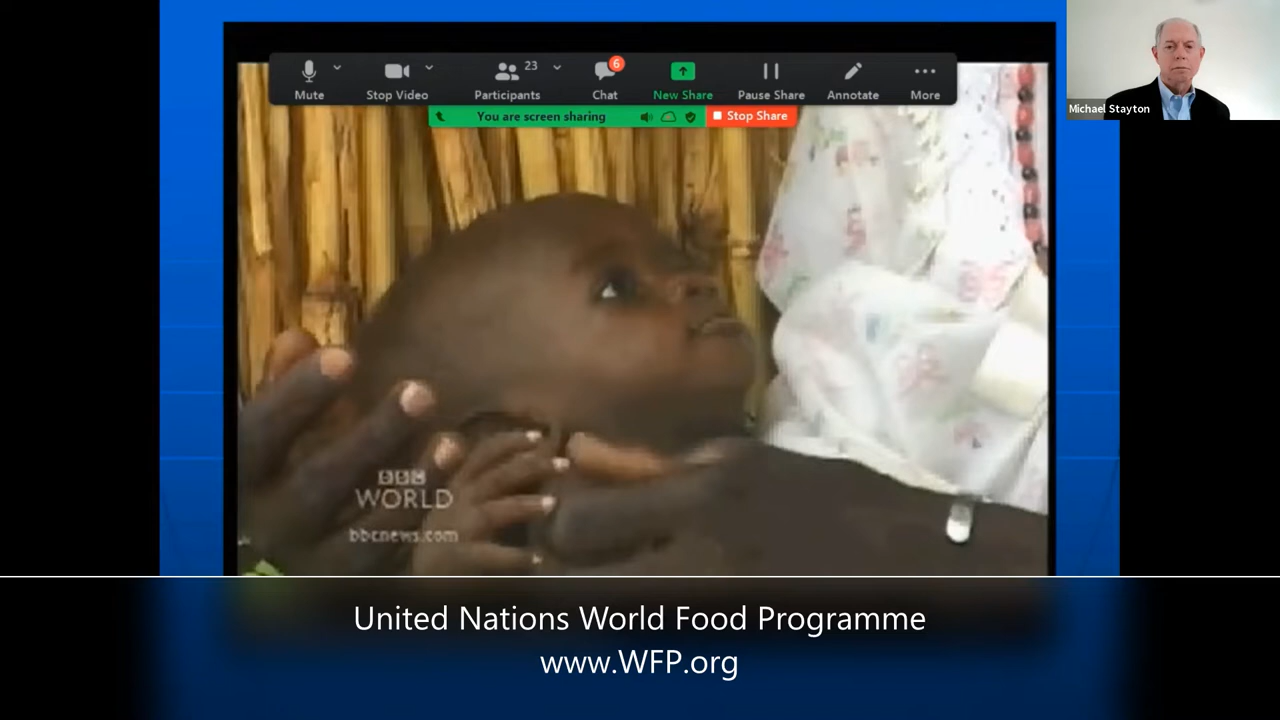 23
6
Mute
Stop Video
Participants
Chat
New Share
Pause Share
Annotate
More
You are screen sharing
Stop Share
Michael Stayton
BBC
WORLD
bbcnews.com
United Nations World Food Programme
www.WFP.org